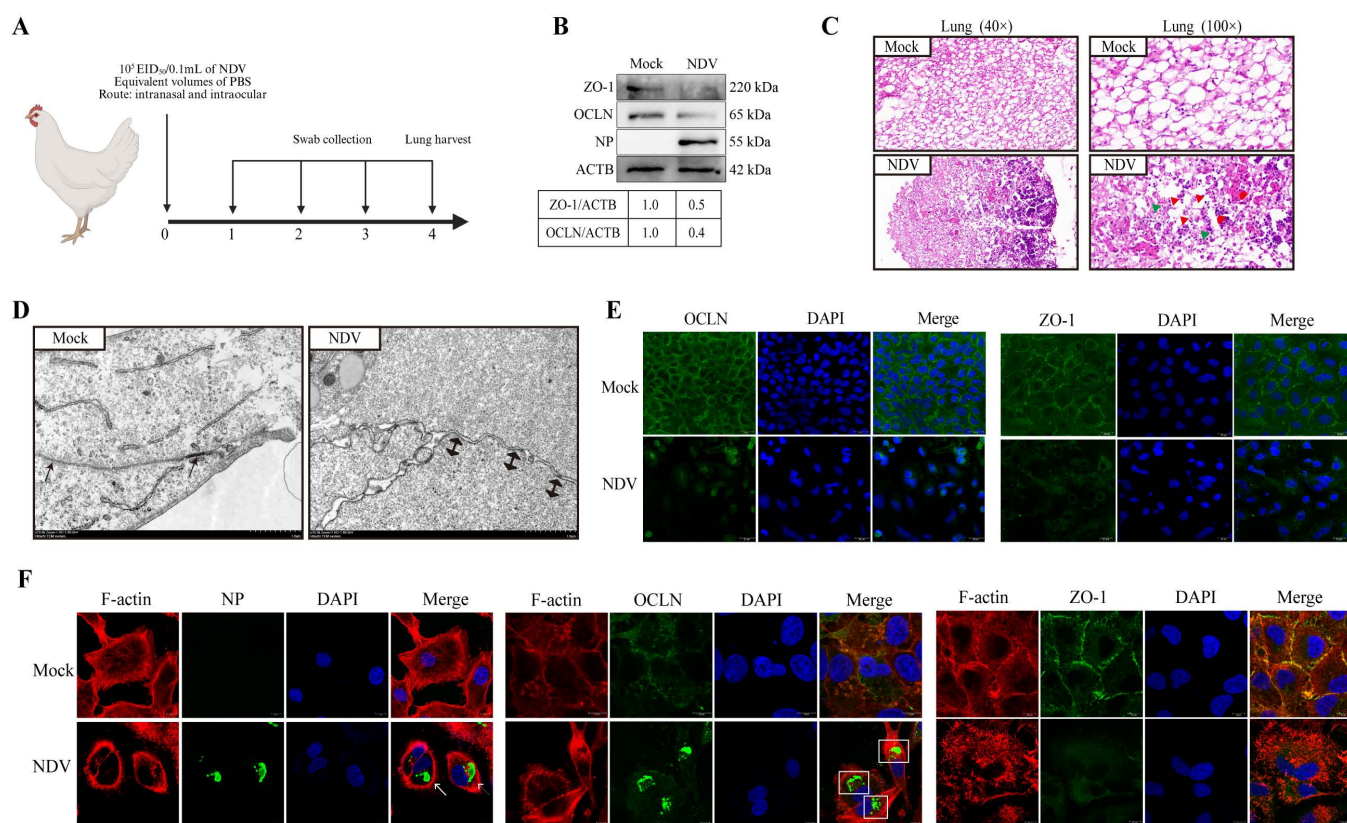 A
10⁵ EID₅₀/0.1mL of NDV
Equivalent volumes of PBS
Route: intranasal and intraocular
Swab collection
Lung harvest
0 1 2 3 4
B
Mock NDV
ZO-1 220 kDa
OCLN 65 kDa
NP 55 kDa
ACTB 42 kDa
ZO-1/ACTB 1.0 0.5
OCLN/ACTB 1.0 0.4
C
Lung (40×) Lung (100×)
Mock Mock
NDV NDV
D
Mock NDV
E
OCLN DAPI Merge ZO-1 DAPI Merge
Mock
NDV
F
F-actin NP DAPI Merge F-actin OCLN DAPI Merge F-actin ZO-1 DAPI Merge
Mock
NDV